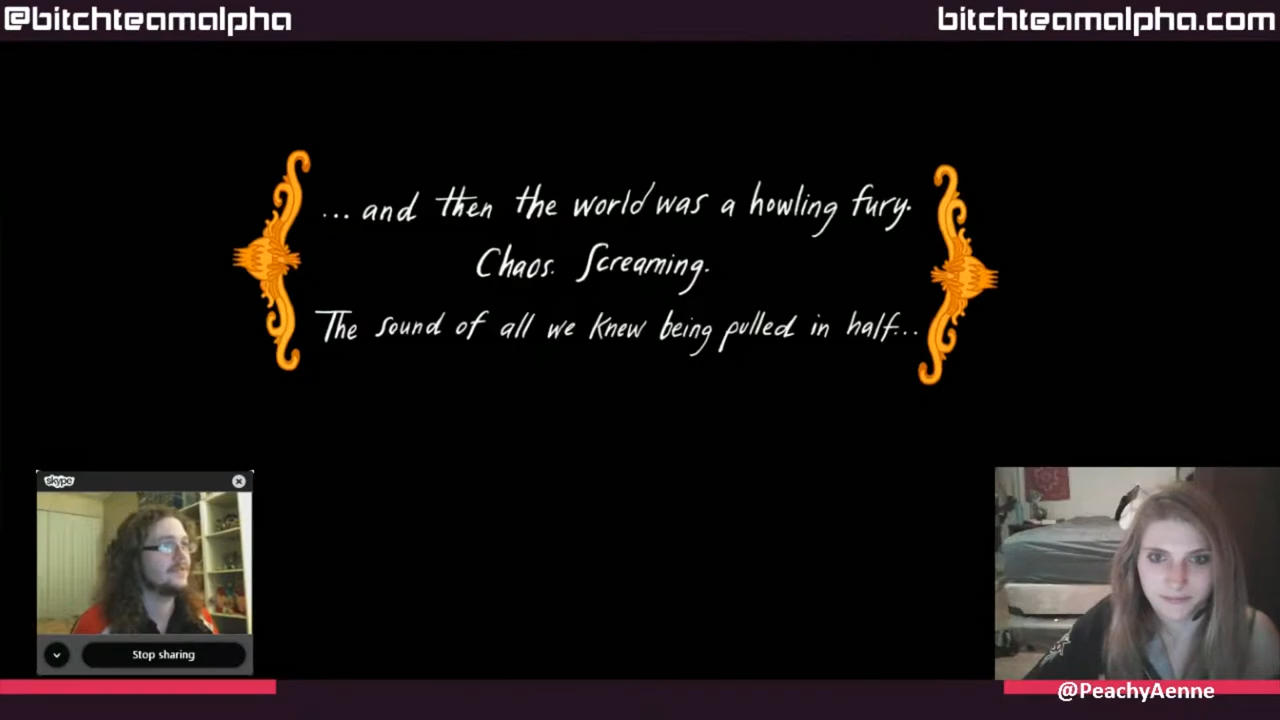 @bitchteamalpha
bitchteamalpha.com
...and then the world was a howling fury.
Chaos. Screaming.
The sound of all we knew being pulled in half...
skype
Stop sharing
@PeachyAenne